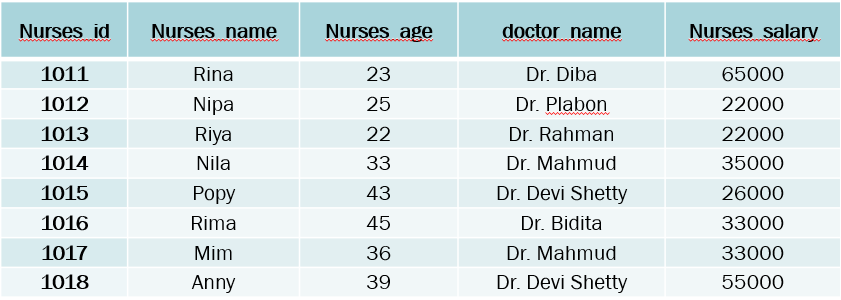 Nurses_id Nurses_name Nurses_age doctor_name Nurses_salary
1011 Rina 23 Dr. Diba 65000
1012 Nipa 25 Dr. Plabon 22000
1013 Riya 22 Dr. Rahman 22000
1014 Nila 33 Dr. Mahmud 35000
1015 Popy 43 Dr. Devi Shetty 26000
1016 Rima 45 Dr. Bidita 33000
1017 Mim 36 Dr. Mahmud 33000
1018 Anny 39 Dr. Devi Shetty 55000